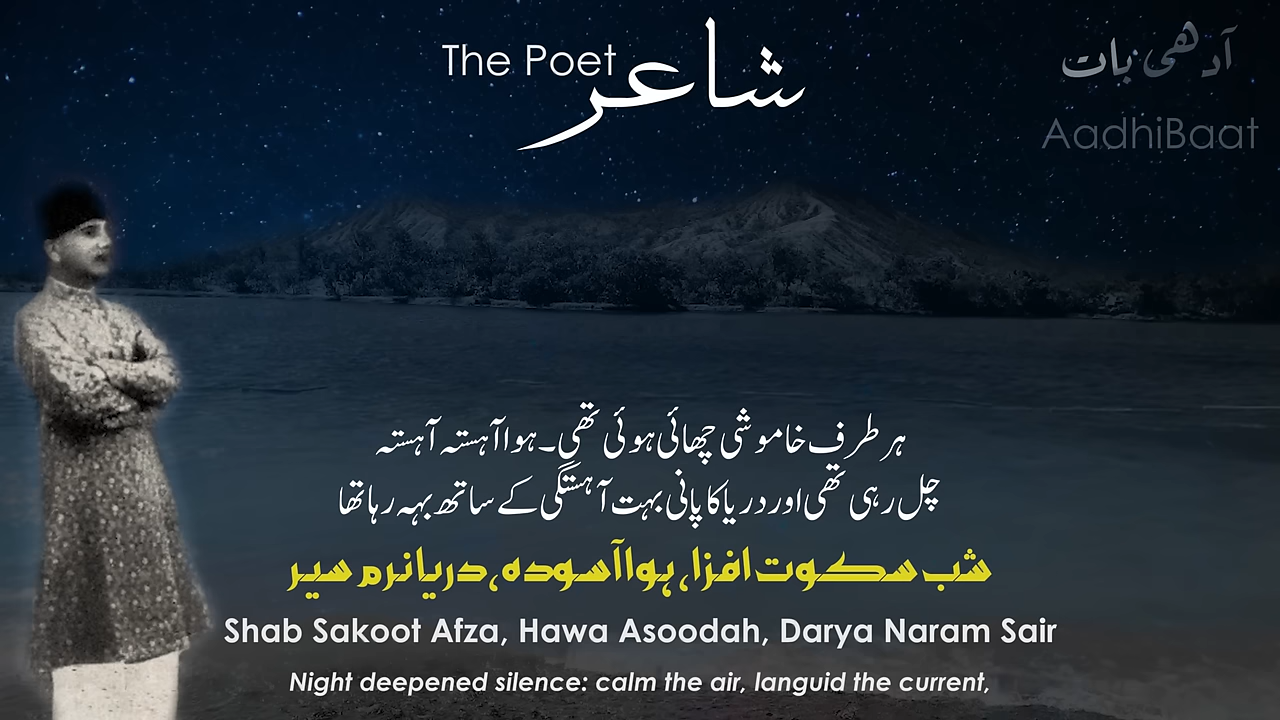 The Poet شاعر
آدھی بات
AadhiBaat
ہر طرف خاموشی چھائی ہوئی تھی۔ ہوا آہستہ آہستہ
چل رہی تھی اور دریا کا پانی بہت آہستگی کے ساتھ بہہ رہا تھا
شب سکوت افزا، ہوا آسودہ، دریا نرم سیر
Shab Sakoot Afza, Hawa Asoodah, Darya Naram Sair
Night deepened silence: calm the air, languid the current,